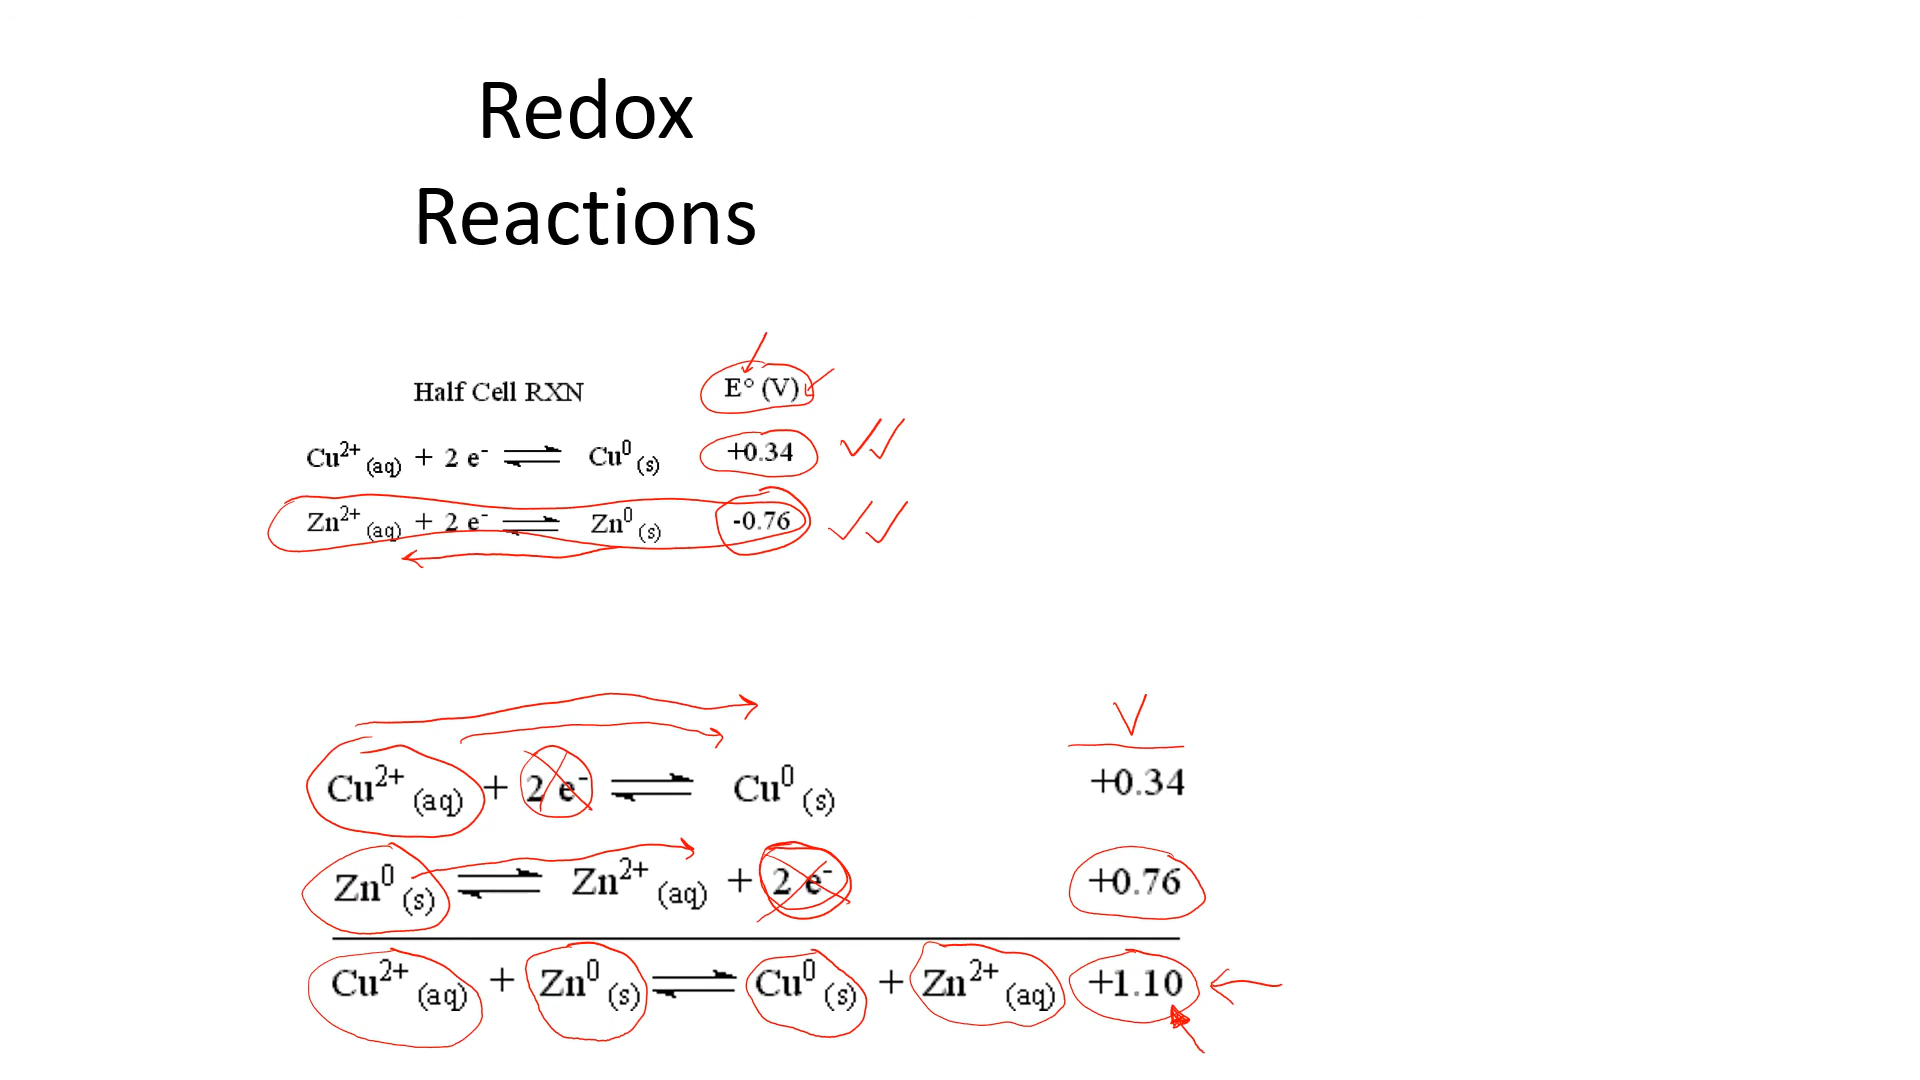 Redox
Reactions
Half Cell RXN E° (V)
Cu²⁺ (aq) + 2 e⁻ ⇌ Cu⁰ (s) +0.34
Zn²⁺ (aq) + 2 e⁻ ⇌ Zn⁰ (s) -0.76
V
Cu²⁺ (aq) + 2 e⁻ ⇌ Cu⁰ (s) +0.34
Zn⁰ (s) ⇌ Zn²⁺ (aq) + 2 e⁻ +0.76
Cu²⁺ (aq) + Zn⁰ (s) ⇌ Cu⁰ (s) + Zn²⁺ (aq) +1.10